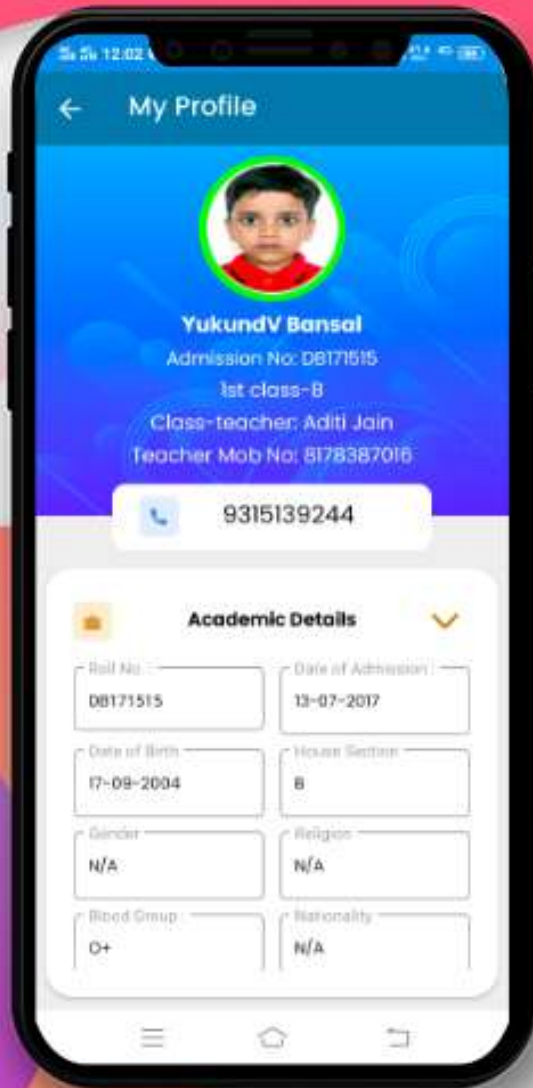 12:02
My Profile
YukundV Bansal
Admission No: DB171515
1st class-B
Class-teacher: Aditi Jain
Teacher Mob No: 8178387016
9315139244
Academic Details
Roll No. :
Date of Admission :
DB171515
13-07-2017
Date of Birth
House Section
17-09-2004
B
Gender
Religion
N/A
N/A
Blood Group :
Nationality
O+
N/A